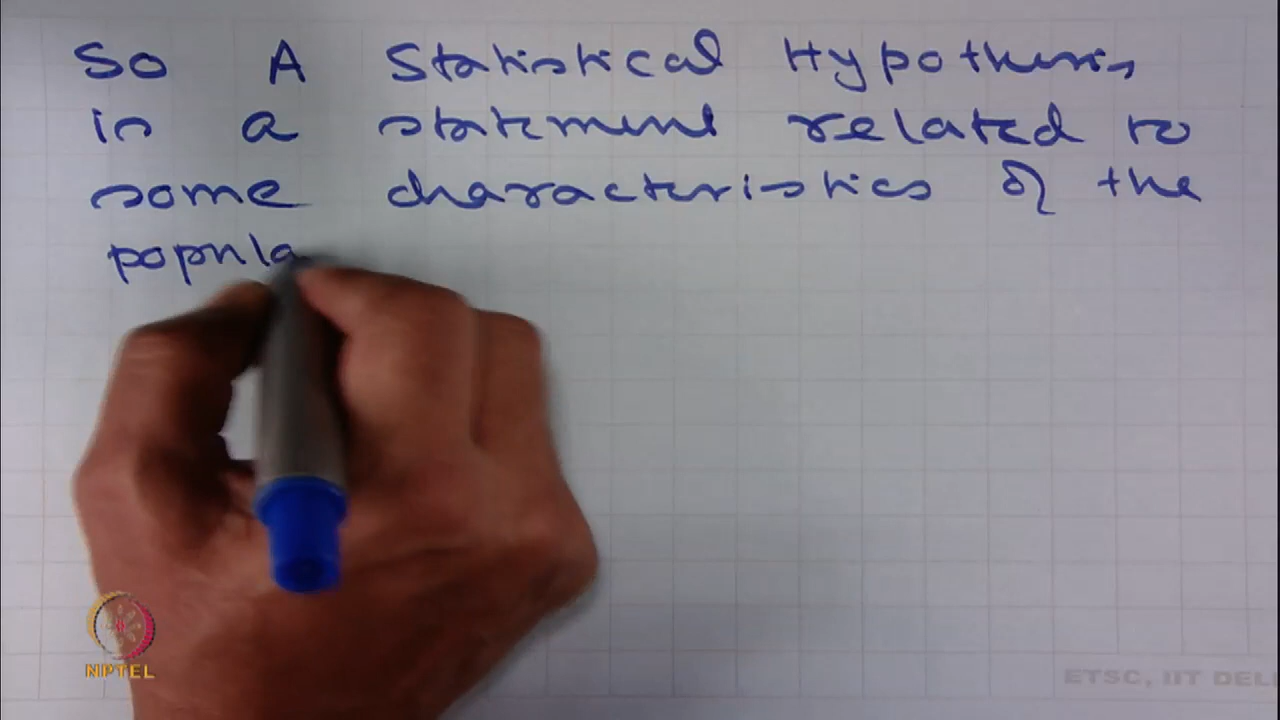 So A Statistical Hypothesis
is a statement related to
some characteristics of the
popula
NPTEL
ETSC, IIT DEL